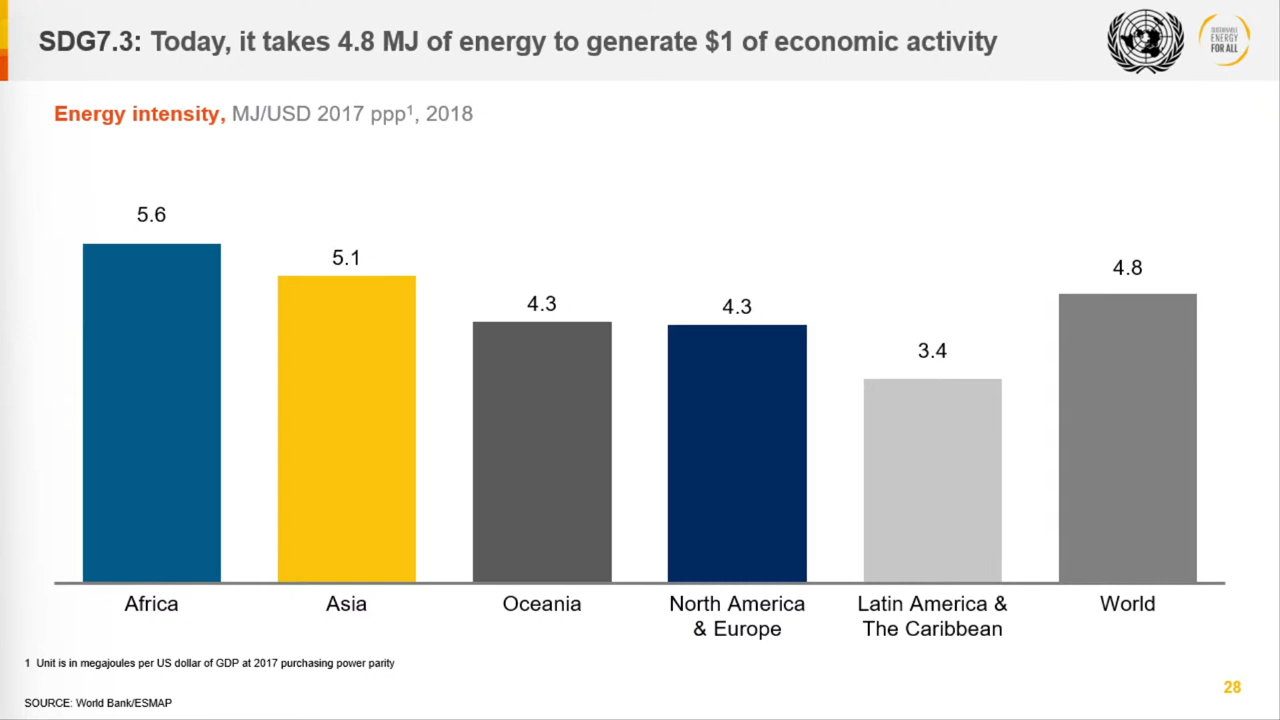 SDG7.3: Today, it takes 4.8 MJ of energy to generate $1 of economic activity
SUSTAINABLE
ENERGY
FOR ALL
Energy intensity, MJ/USD 2017 ppp¹, 2018
5.6
5.1
4.3
4.3
3.4
4.8
Africa
Asia
Oceania
North America
& Europe
Latin America &
The Caribbean
World
1 Unit is in megajoules per US dollar of GDP at 2017 purchasing power parity
28
SOURCE: World Bank/ESMAP